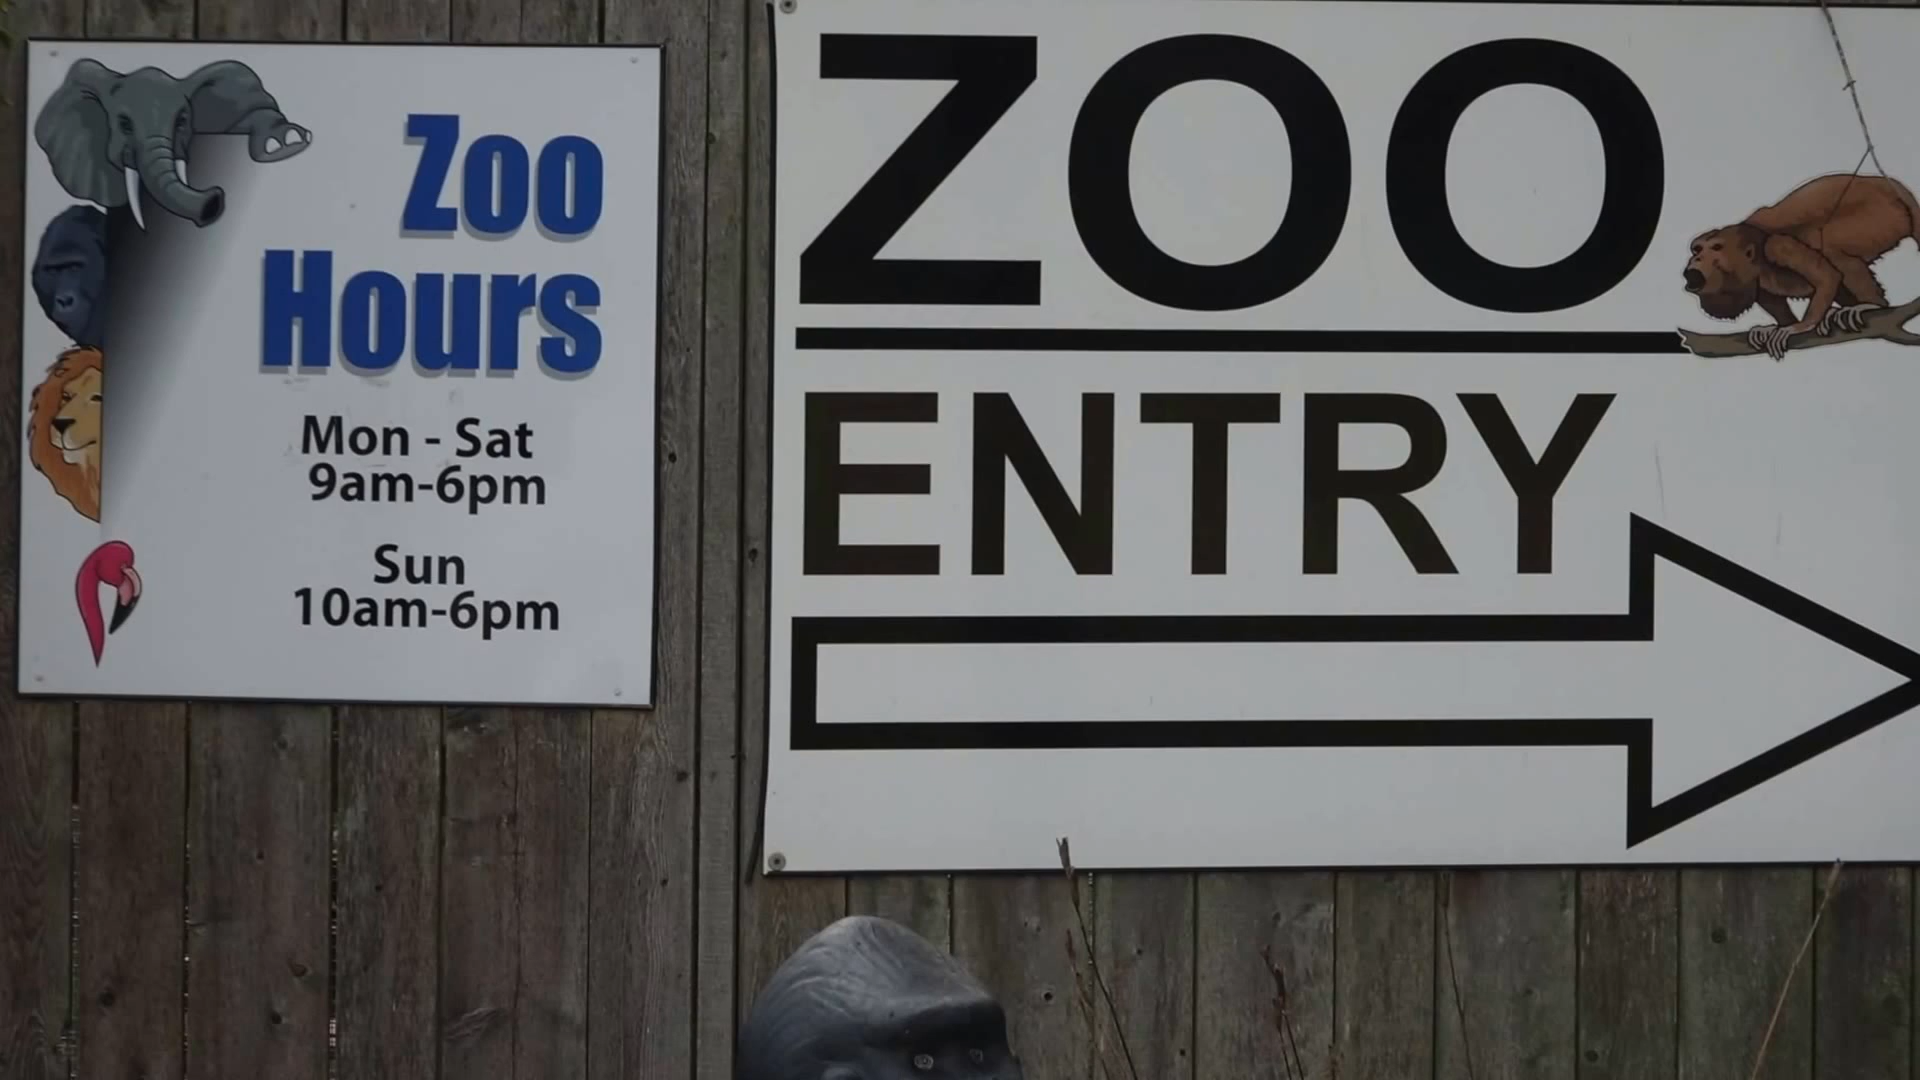 Zoo
Hours
Mon - Sat
9am-6pm
Sun
10am-6pm
ZOO
ENTRY